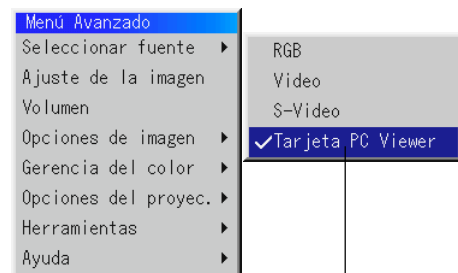 Menú Avanzado
Seleccionar fuente
Ajuste de la imagen
Volumen
Opciones de imagen
Gerencia del color
Opciones del proyec.
Herramientas
Ayuda
RGB
Video
S-Video
Tarjeta PC Viewer